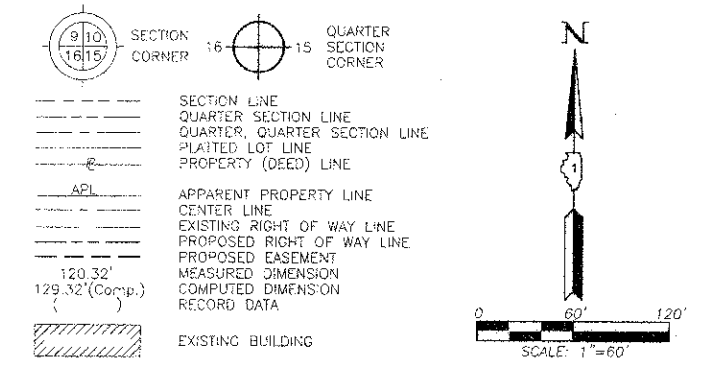 9 10
16 15
SECTION
CORNER
16
15
QUARTER
SECTION
CORNER
N
SECTION LINE
QUARTER SECTION LINE
QUARTER, QUARTER SECTION LINE
PLATTED LOT LINE
PROPERTY (DEED) LINE
APL
APPARENT PROPERTY LINE
CENTER LINE
EXISTING RIGHT OF WAY LINE
PROPOSED RIGHT OF WAY LINE
PROPOSED EASEMENT
120.32' MEASURED DIMENSION
129.32'(Comp.) COMPUTED DIMENSION
( ) RECORD DATA
EXISTING BUILDING
1
0 60' 120'
SCALE: 1"=60'